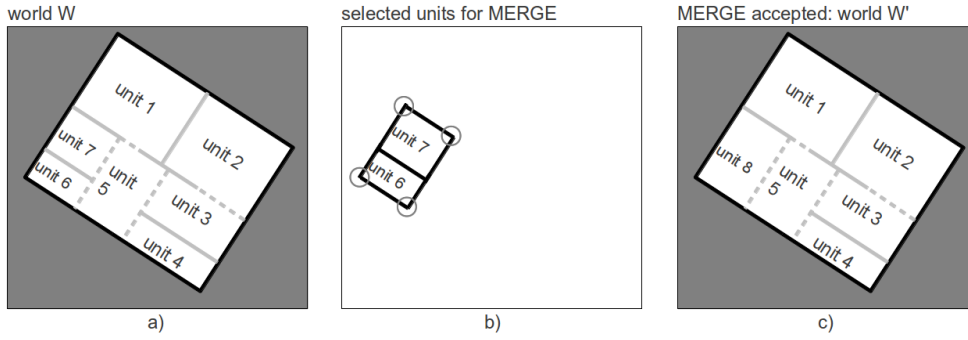 world W
selected units for MERGE
MERGE accepted: world W'
unit 1
unit 2
unit 7
unit 6
unit
5
unit 3
unit 4
unit 7
unit 6
unit 1
unit 2
unit 8
unit
5
unit 3
unit 4
a)
b)
c)